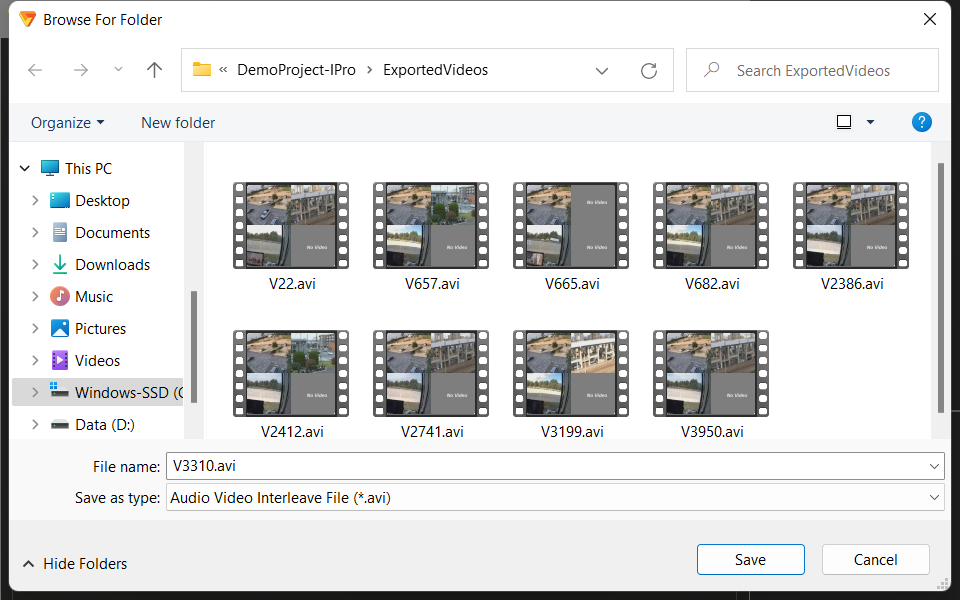 Browse For Folder
« DemoProject-IPro › ExportedVideos
Search ExportedVideos
Organize
New folder
?
This PC
Desktop
Documents
Downloads
Music
Pictures
Videos
Windows-SSD (C
Data (D:)
No Video
No Video
No Video
No Video
No Video
No Video
V22.avi
V657.avi
V665.avi
V682.avi
V2386.avi
No Video
No Video
No Video
No Video
V2412.avi
V2741.avi
V3199.avi
V3950.avi
File name: V3310.avi
Save as type: Audio Video Interleave File (*.avi)
Hide Folders
Save
Cancel